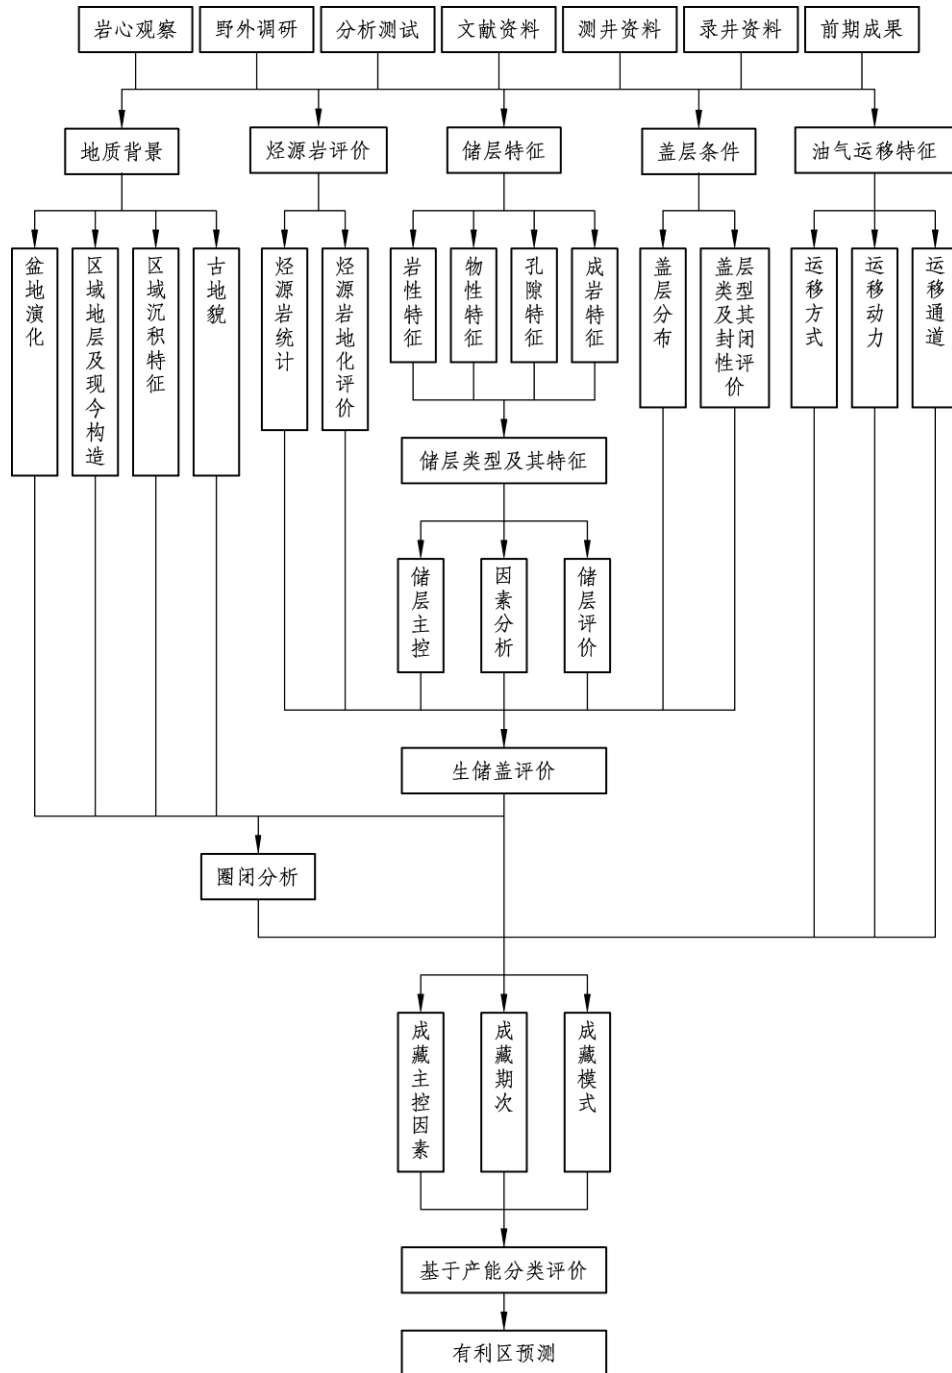 岩心观察
野外调研
分析测试
文献资料
测井资料
录井资料
前期成果
地质背景
烃源岩评价
储层特征
盖层条件
油气运移特征
盆地演化
区域地层及现今构造
区域沉积特征
古地貌
烃源岩统计
烃源岩地化评价
岩性特征
物性特征
孔隙特征
成岩特征
盖层分布
盖层
类型
及其
封闭
性评
价
运移方式
运移动力
运移通道
储层类型及其特征
储层主控
因素分析
储层评价
生储盖评价
圈闭分析
成藏主控因素
成藏期次
成藏模式
基于产能分类评价
有利区预测